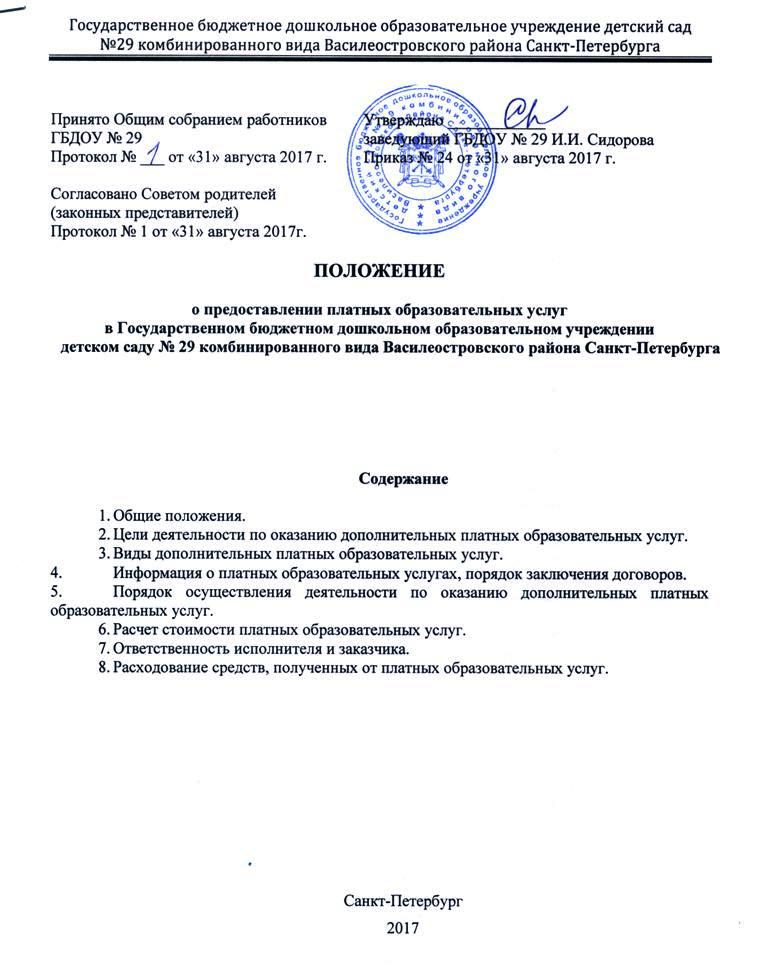 Государственное бюджетное дошкольное образовательное учреждение детский сад
№29 комбинированного вида Василеостровского района Санкт-Петербурга
Принято Общим собранием работников
ГБДОУ № 29
Протокол № 1 от «31» августа 2017 г.
Согласовано Советом родителей
(законных представителей)
Протокол № 1 от «31» августа 2017г.
Утверждаю
заведующий ГБДОУ № 29 И.И. Сидорова
Приказ № 24 от «31» августа 2017 г.
ПОЛОЖЕНИЕ
о предоставлении платных образовательных услуг
в Государственном бюджетном дошкольном образовательном учреждении
детском саду № 29 комбинированного вида Василеостровского района Санкт-Петербурга
Содержание
1. Общие положения.
2. Цели деятельности по оказанию дополнительных платных образовательных услуг.
3. Виды дополнительных платных образовательных услуг.
4. Информация о платных образовательных услугах, порядок заключения договоров.
5. Порядок осуществления деятельности по оказанию дополнительных платных
образовательных услуг.
6. Расчет стоимости платных образовательных услуг.
7. Ответственность исполнителя и заказчика.
8. Расходование средств, полученных от платных образовательных услуг.
Санкт-Петербург
2017